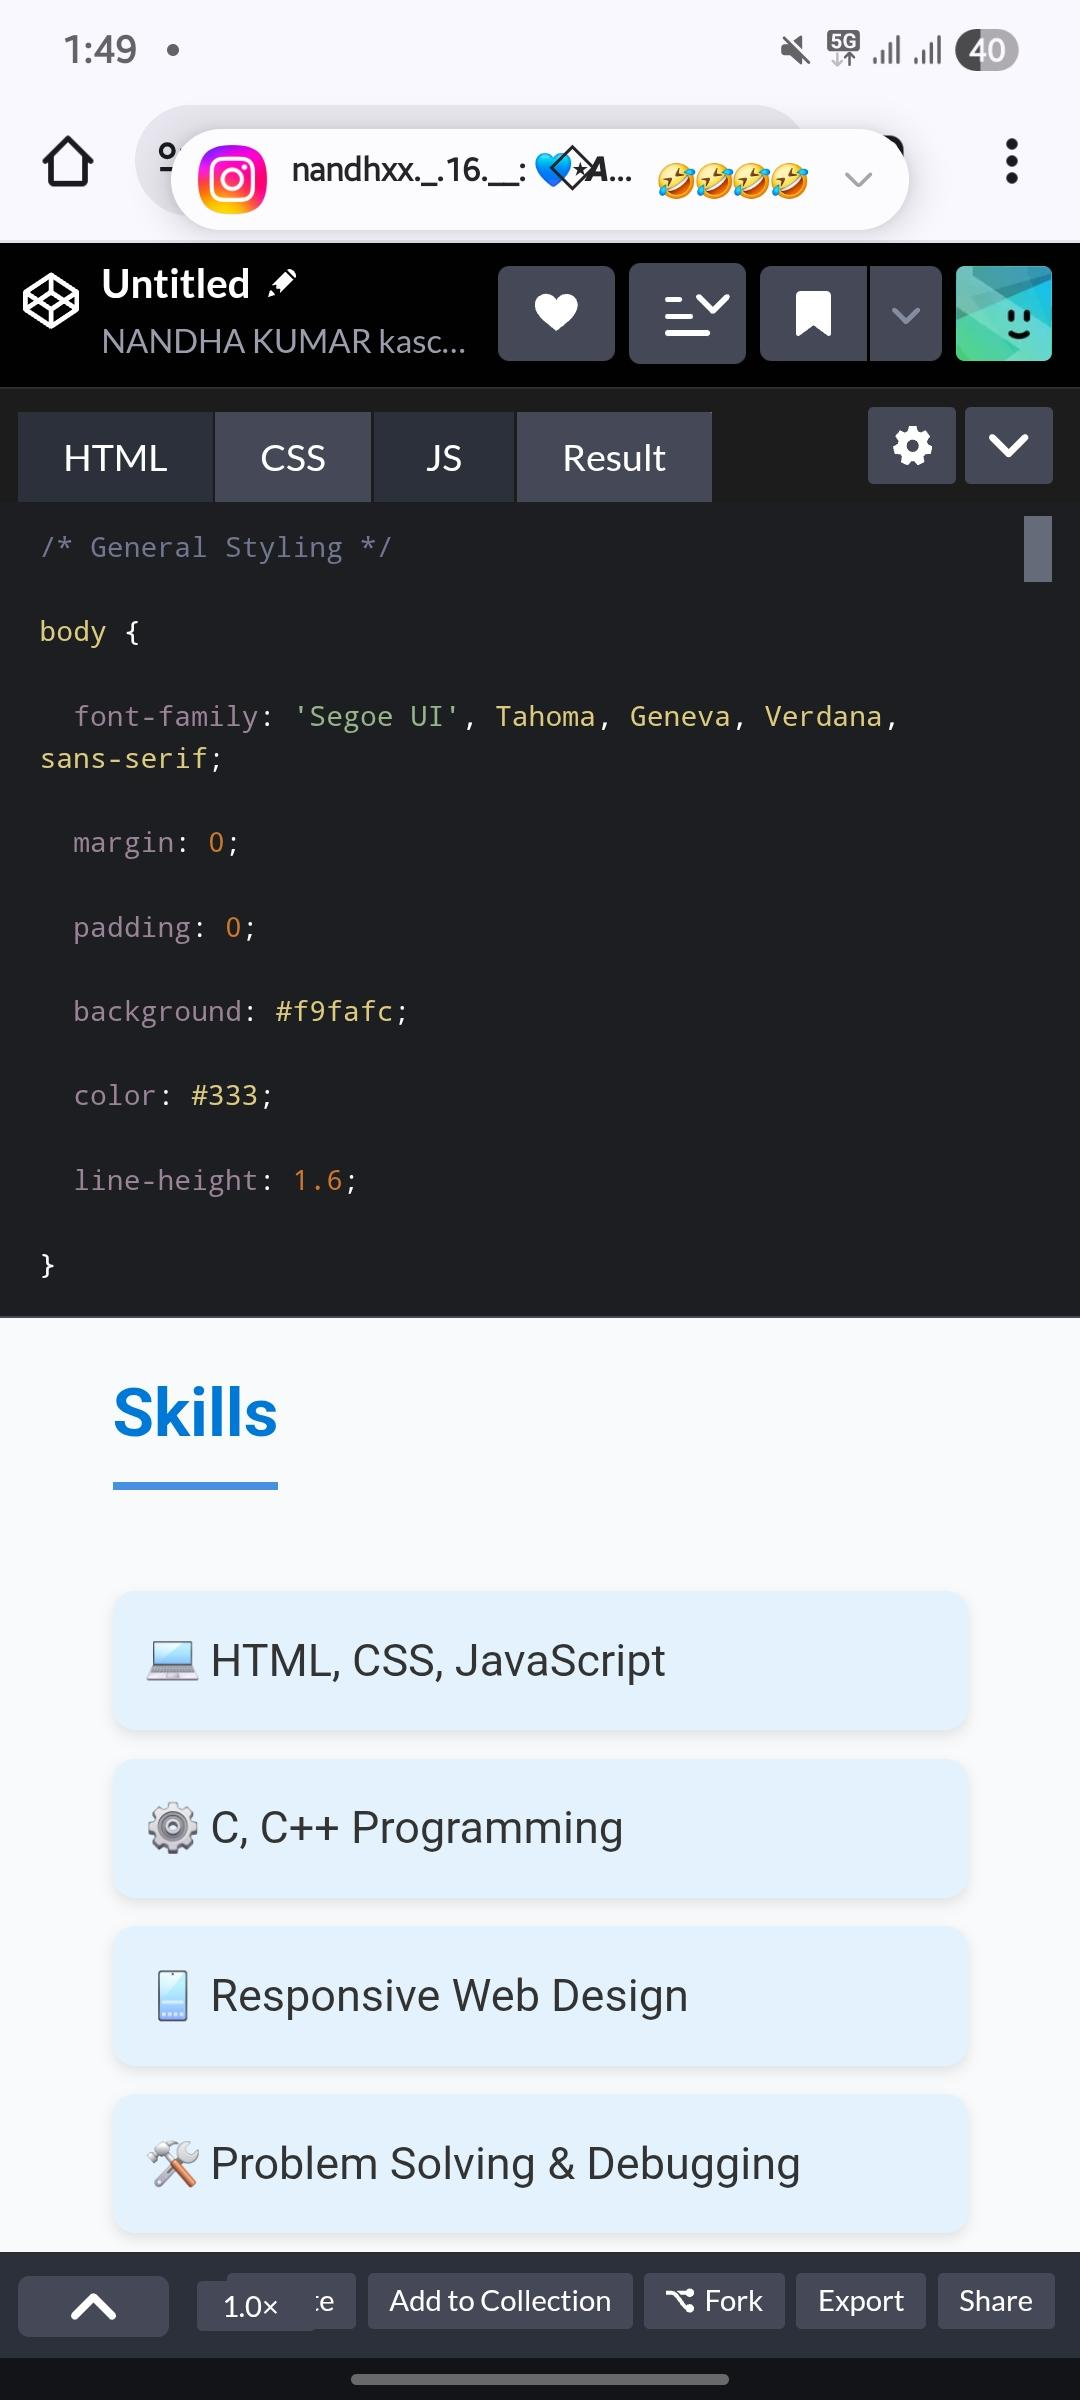 1:49
5G
40
nandhxx._.16.__: 💙⃟⋆A... 🤣🤣🤣🤣
Untitled
NANDHA KUMAR kasc...
HTML CSS JS Result
/* General Styling */
body {
font-family: 'Segoe UI', Tahoma, Geneva, Verdana,
sans-serif;
margin: 0;
padding: 0;
background: #f9fafc;
color: #333;
line-height: 1.6;
}
Skills
💻 HTML, CSS, JavaScript
⚙️ C, C++ Programming
📱 Responsive Web Design
🛠️ Problem Solving & Debugging
1.0× Add to Collection Fork Export Share